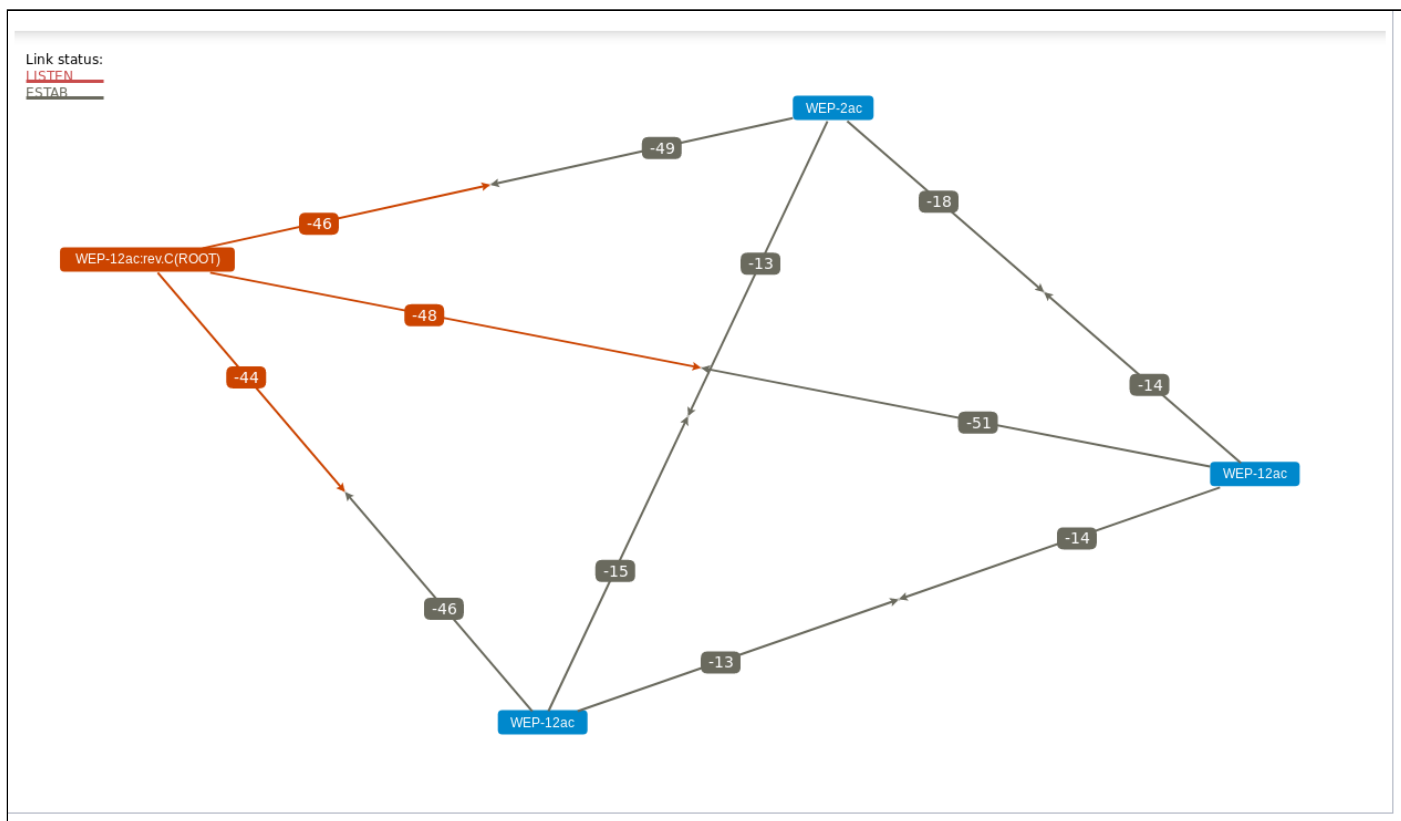 Link status:
LISTEN
ESTAB
WEP-2ac
-49
-18
-46
WEP-12ac:rev.C(ROOT)
-13
-48
-44
-14
-51
WEP-12ac
-14
-15
-46
-13
WEP-12ac